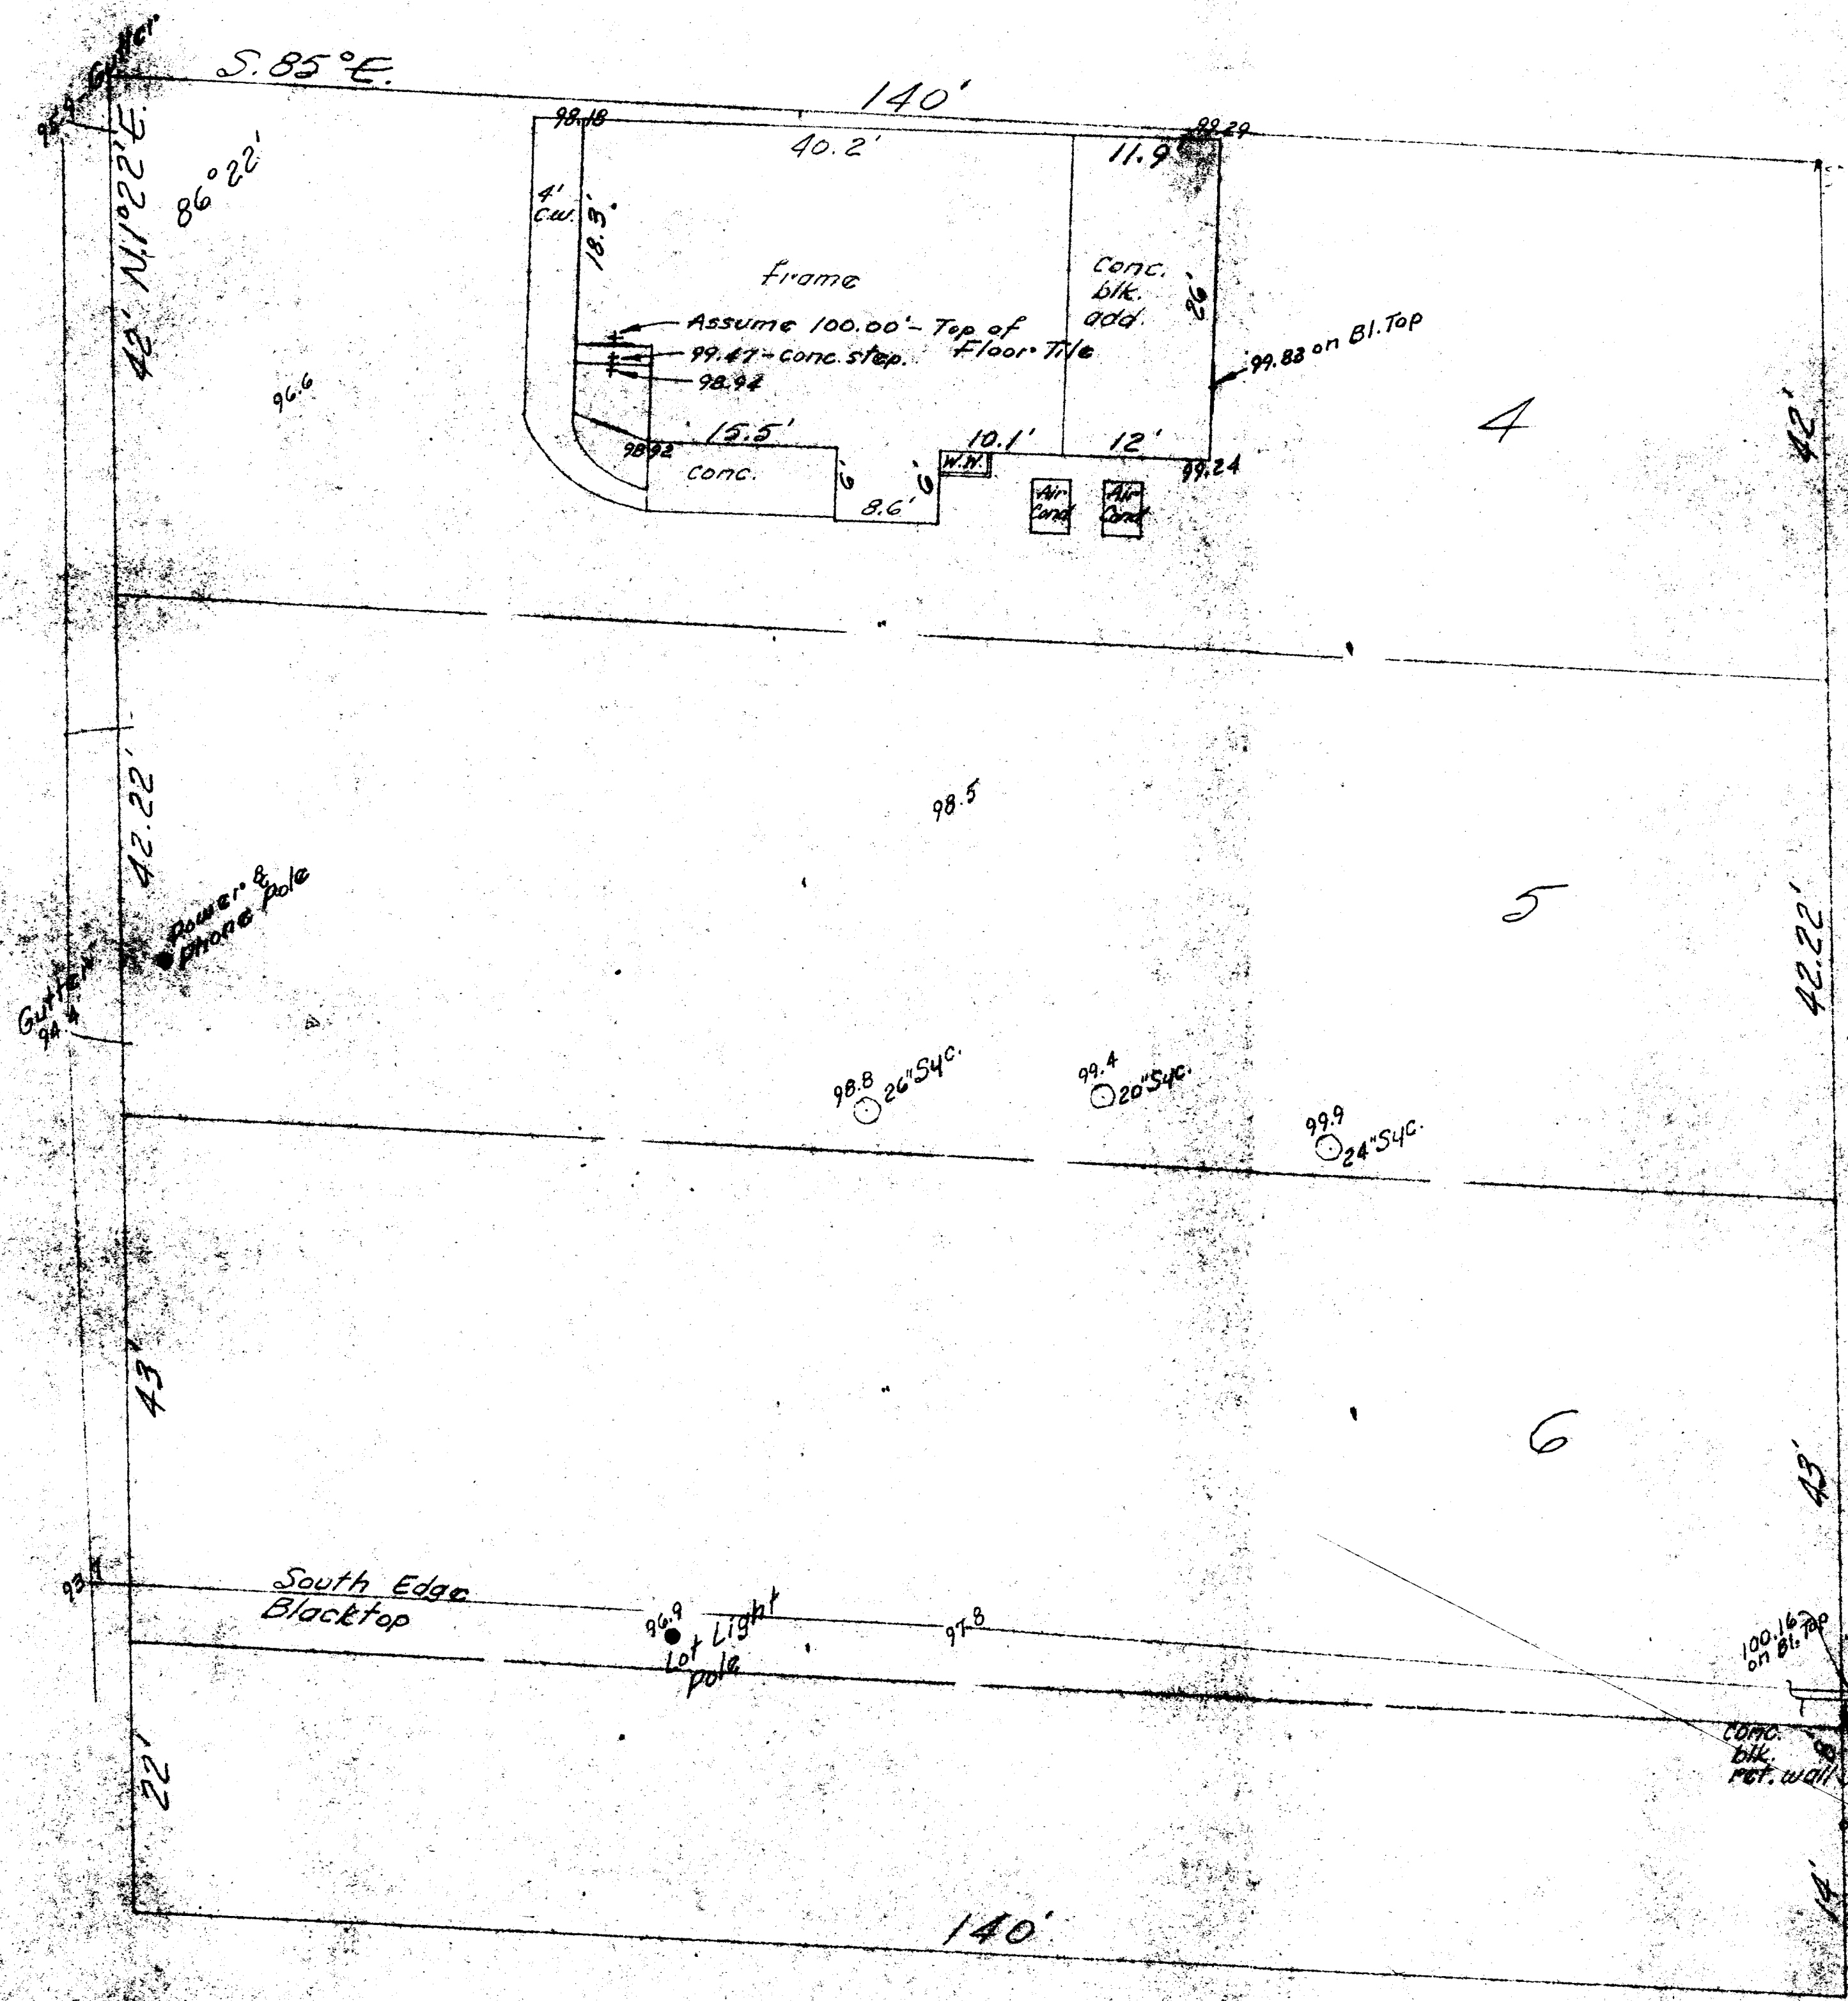 Gutter
S. 85° E.
140'
N.1°22'E.
86°22'
42'
98.18
99.29
40.2'
11.9'
4'
C.W.
18.3'
frame
Conc.
blk.
add.
26'
Assume 100.00'- Top of
Floor Tile
99.47-conc. step.
98.94
99.83 on Bl. Top
96.6
4
42'
15.5'
10.1'
12'
98.92
conc.
6'
6'
W.W.
99.24
8.6'
Air
Cond
Air
Cond
42.22'
98.5
Power &
phone pole
5
42.22'
Gutter
94.4
98.8
26" Syc.
99.4
20" Syc.
99.9
24" Syc.
43'
6
43'
South Edge
Blacktop
96.9
Lot Light
pole
97.8
100.16
on Bl. Top
conc.
blk.
ret. wall
8'
22'
14'
140'